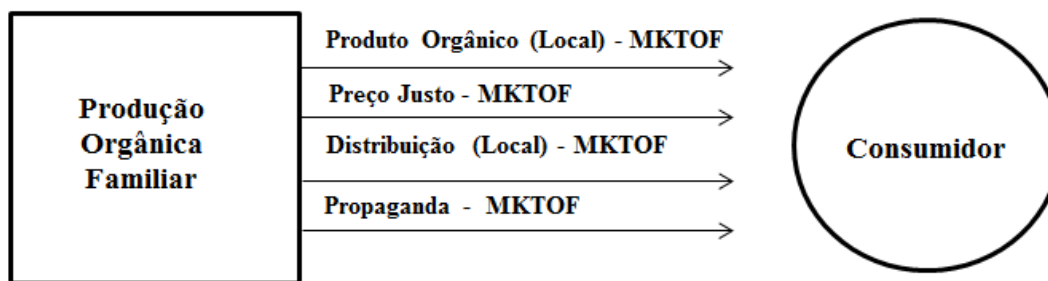 Produção
Orgânica
Familiar
Produto Orgânico (Local) - MKTOF
Preço Justo - MKTOF
Distribuição (Local) - MKTOF
Propaganda - MKTOF
Consumidor